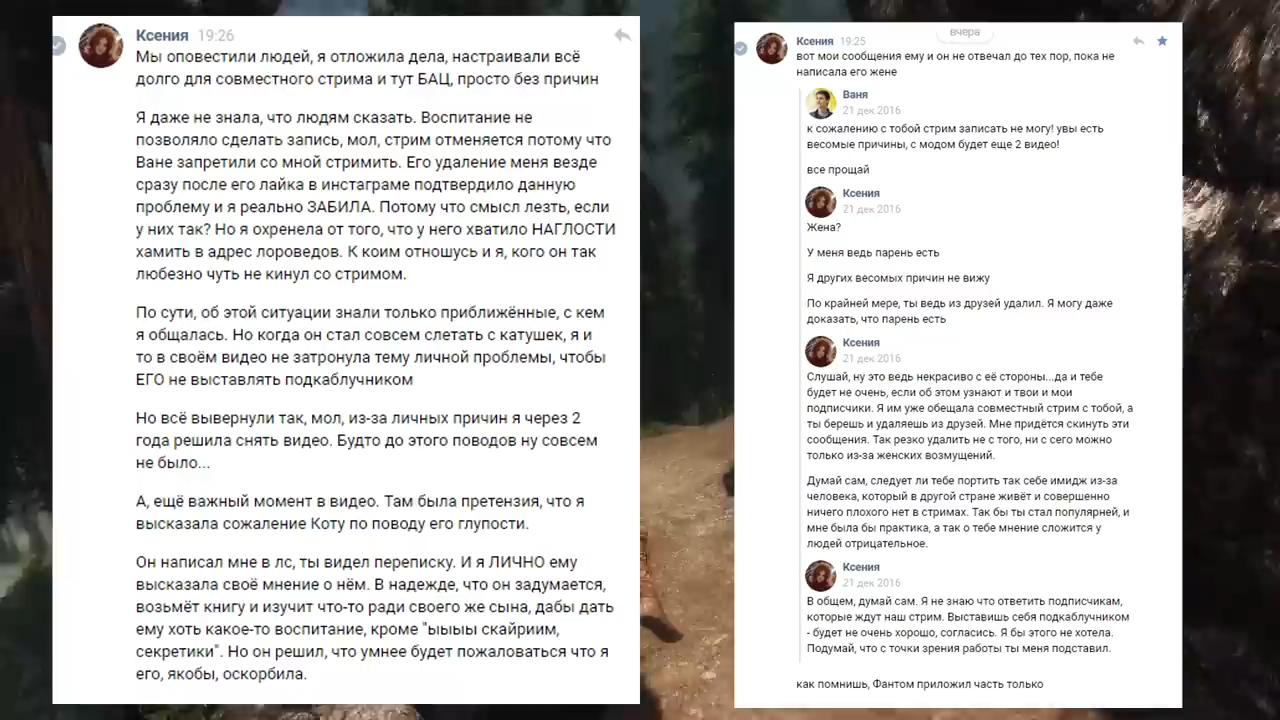 Ксения 19:26
Мы оповестили людей, я отложила дела, настраивали всё
долго для совместного стрима и тут БАЦ, просто без причин
Я даже не знала, что людям сказать. Воспитание не
позволяло сделать запись, мол, стрим отменяется потому что
Ване запретили со мной стримить. Его удаление меня везде
сразу после его лайка в инстаграме подтвердило данную
проблему и я реально ЗАБИЛА. Потому что смысл лезть, если
у них так? Но я охренела от того, что у него хватило НАГЛОСТИ
хамить в адрес лороведов. К коим отношусь и я, кого он так
любезно чуть не кинул со стримом.
По сути, об этой ситуации знали только приближённые, с кем
я общалась. Но когда он стал совсем слетать с катушек, я и
то в своём видео не затронула тему личной проблемы, чтобы
ЕГО не выставлять подкаблучником
Но всё вывернули так, мол, из-за личных причин я через 2
года решила снять видео. Будто до этого поводов ну совсем
не было...
А, ещё важный момент в видео. Там была претензия, что я
высказала сожаление Коту по поводу его глупости.
Он написал мне в лс, ты видел переписку. И я ЛИЧНО ему
высказала своё мнение о нём. В надежде, что он задумается,
возьмёт книгу и изучит что-то ради своего же сына, дабы дать
ему хоть какое-то воспитание, кроме "ыыыы скайриим,
секретики". Но он решил, что умнее будет пожаловаться что я
его, якобы, оскорбила.
вчера
Ксения 19:25
вот мои сообщения ему и он не отвечал до тех пор, пока не
написала его жене
Ваня
21 дек 2016
к сожалению с тобой стрим записать не могу! увы есть
весомые причины, с модом будет еще 2 видео!
все прощай
Ксения
21 дек 2016
Жена?
У меня ведь парень есть
Я других весомых причин не вижу
По крайней мере, ты ведь из друзей удалил. Я могу даже
доказать, что парень есть
Ксения
21 дек 2016
Слушай, ну это ведь некрасиво с её стороны...да и тебе
будет не очень, если об этом узнают и твои и мои
подписчики. Я им уже обещала совместный стрим с тобой, а
ты берешь и удаляешь из друзей. Мне придётся скинуть эти
сообщения. Так резко удалить не с того, ни с сего можно
только из-за женских возмущений.
Думай сам, следует ли тебе портить так себе имидж из-за
человека, который в другой стране живёт и совершенно
ничего плохого нет в стримах. Так бы ты стал популярней, и
мне была бы практика, а так о тебе мнение сложится у
людей отрицательное.
Ксения
21 дек 2016
В общем, думай сам. Я не знаю что ответить подписчикам,
которые ждут наш стрим. Выставишь себя подкаблучником
- будет не очень хорошо, согласись. Я бы этого не хотела.
Подумай, что с точки зрения работы ты меня подставил.
как помнишь, Фантом приложил часть только